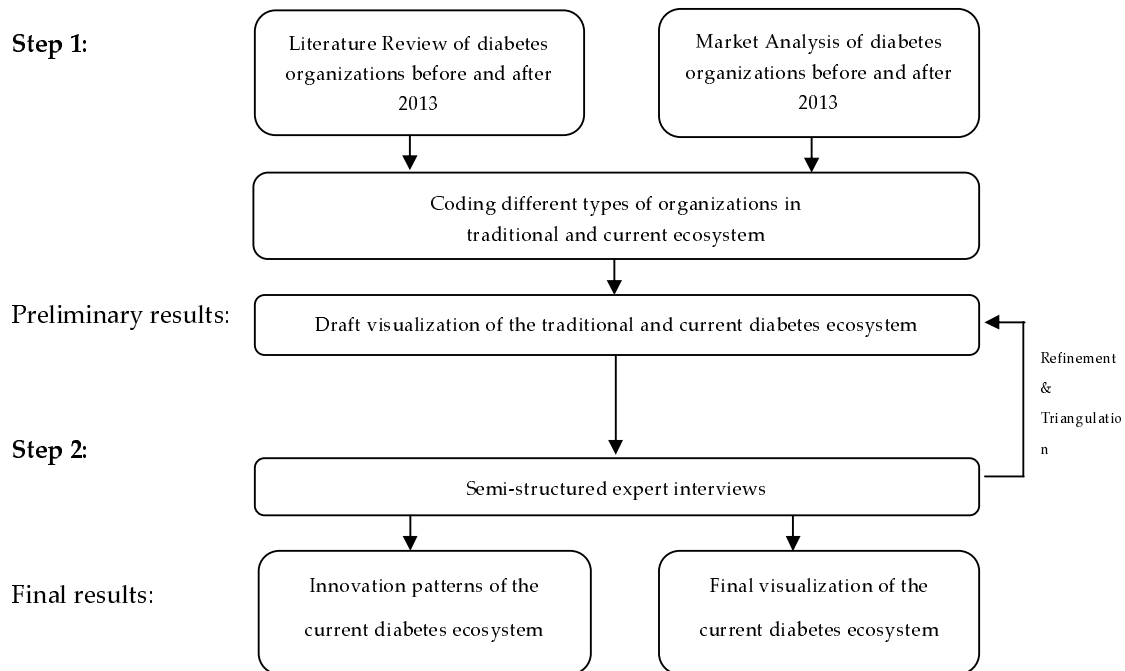 Step 1:
Literature Review of diabetes
organizations before and after
2013
Market Analysis of diabetes
organizations before and after
2013
Coding different types of organizations in
traditional and current ecosystem
Preliminary results:
Draft visualization of the traditional and current diabetes ecosystem
Refinement
&
Triangulatio
n
Step 2:
Semi-structured expert interviews
Final results:
Innovation patterns of the
current diabetes ecosystem
Final visualization of the
current diabetes ecosystem